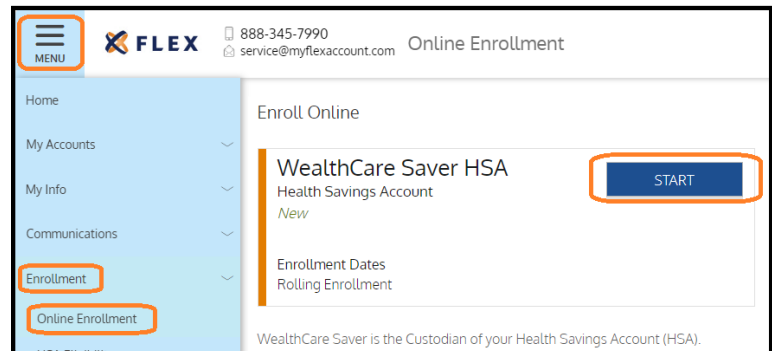 MENU
FLEX
888-345-7990
service@myflexaccount.com
Online Enrollment
Home
My Accounts
My Info
Communications
Enrollment
Online Enrollment
Enroll Online
WealthCare Saver HSA
START
Health Savings Account
New
Enrollment Dates
Rolling Enrollment
WealthCare Saver is the Custodian of your Health Savings Account (HSA).